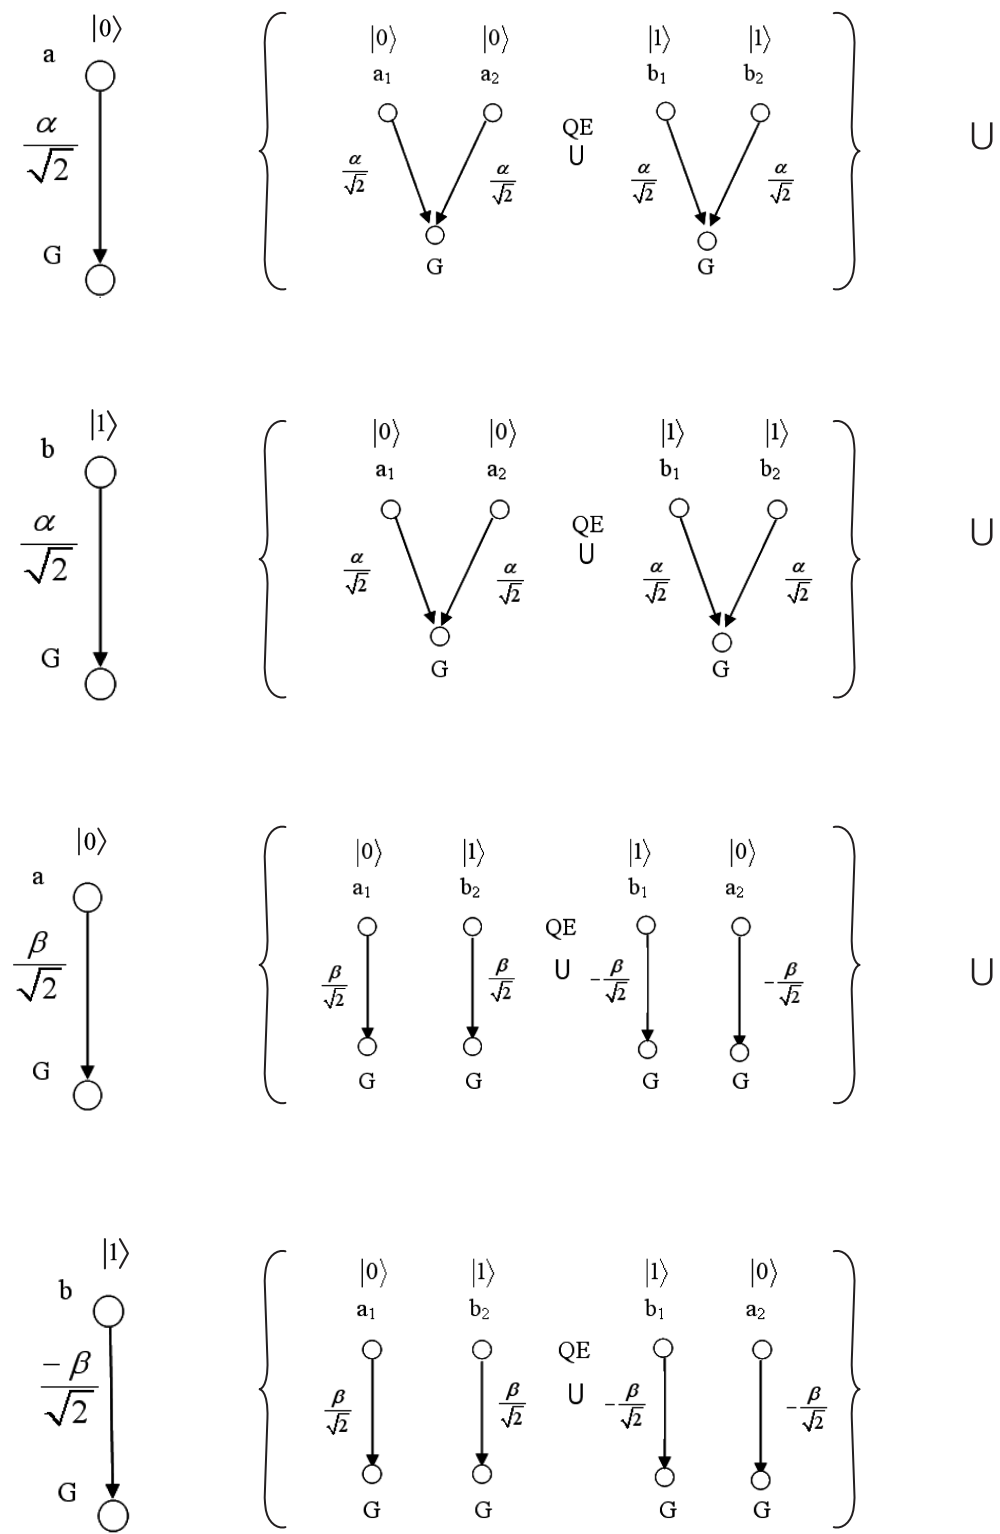 |0⟩ |0⟩ |0⟩ |1⟩ |1⟩
a a₁ a₂ b₁ b₂
QE
∪ ∪
α/√2 α/√2 α/√2 α/√2 α/√2
G G G
|1⟩ |0⟩ |0⟩ |1⟩ |1⟩
b a₁ a₂ b₁ b₂
QE
∪ ∪
α/√2 α/√2 α/√2 α/√2 α/√2
G G G
|0⟩ |0⟩ |1⟩ |1⟩ |0⟩
a a₁ b₂ b₁ a₂
QE
∪ ∪
β/√2 β/√2 β/√2 -β/√2 -β/√2
G G G G G
|1⟩ |0⟩ |1⟩ |1⟩ |0⟩
b a₁ b₂ b₁ a₂
QE
∪
-β/√2 β/√2 β/√2 -β/√2 -β/√2
G G G G G